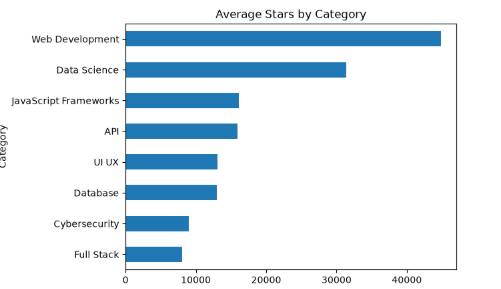 Average Stars by Category
Category
Web Development
Data Science
JavaScript Frameworks
API
UI UX
Database
Cybersecurity
Full Stack
0 10000 20000 30000 40000